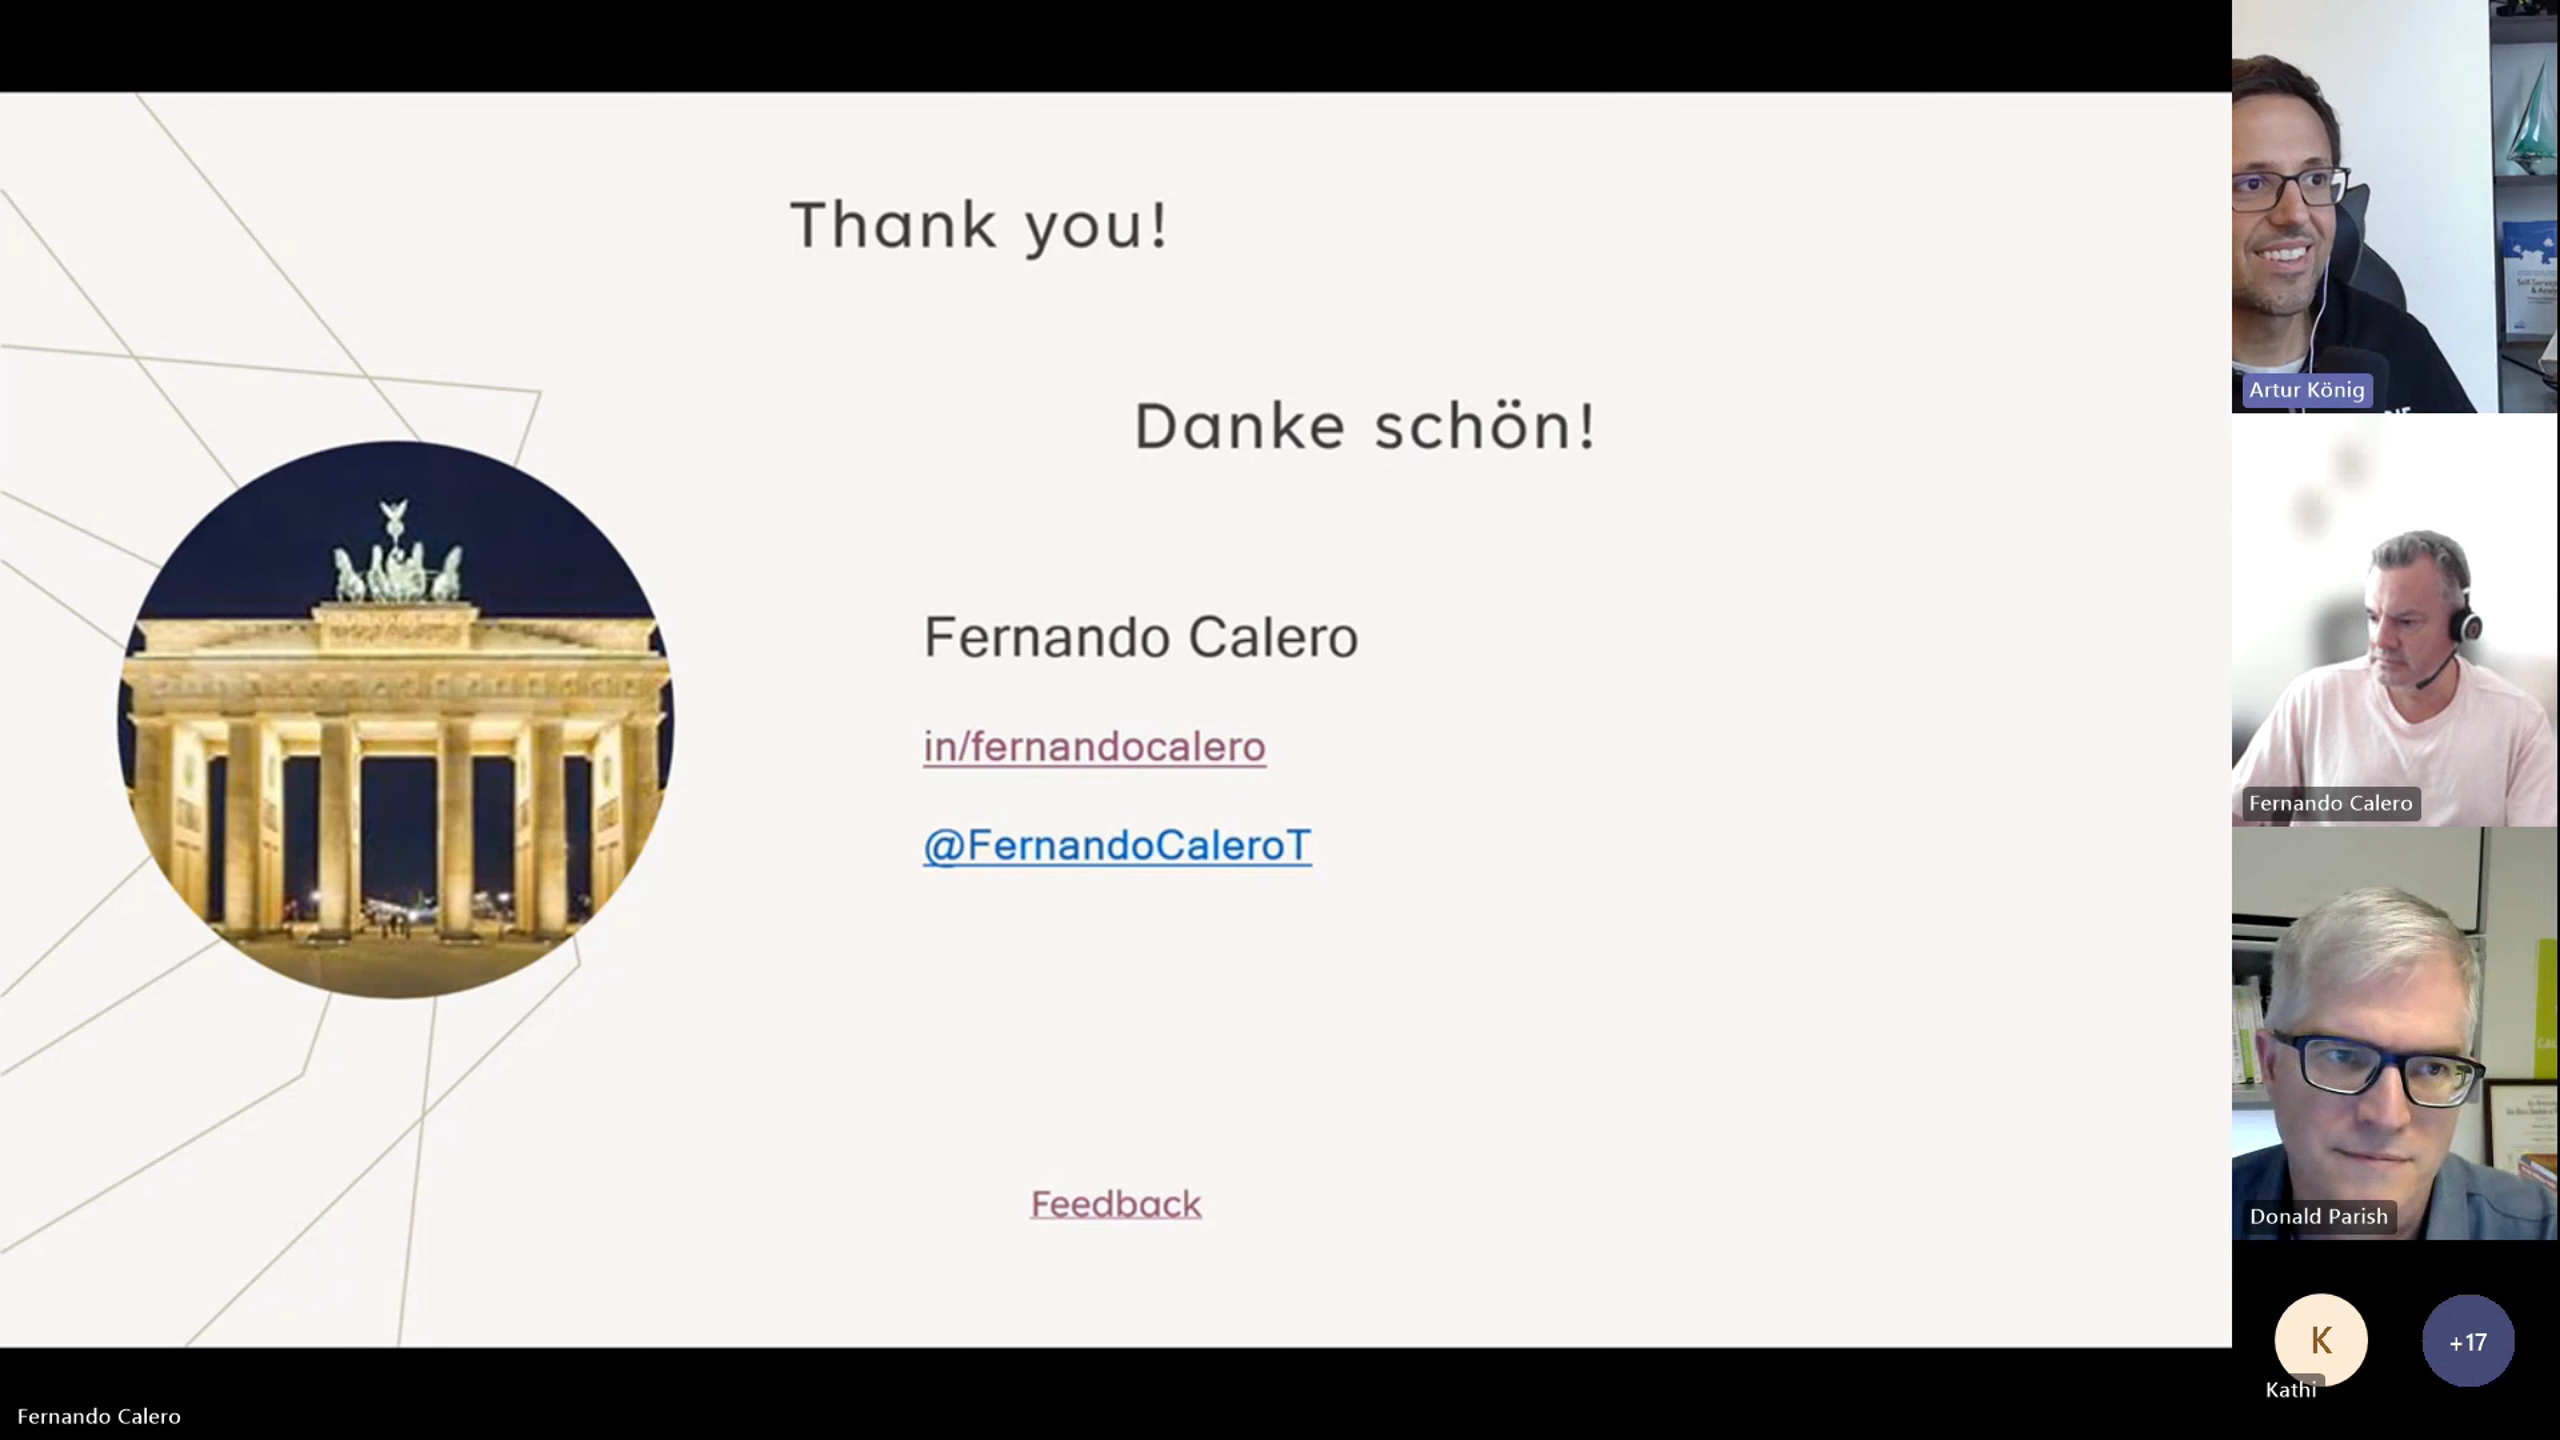 Thank you!
Danke schön!
Fernando Calero
in/fernandocalero
@FernandoCaleroT
Feedback
Fernando Calero
Artur König
Fernando Calero
Donald Parish
K
Kathi
+17